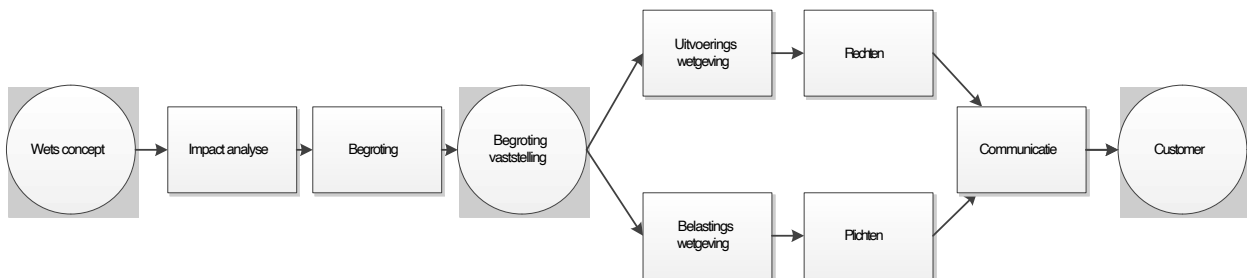 Wets concept
Impact analyse
Begroting
Begroting
vaststelling
Uitvoerings
wetgeving
Rechten
Belastings
wetgeving
Plichten
Communicatie
Customer